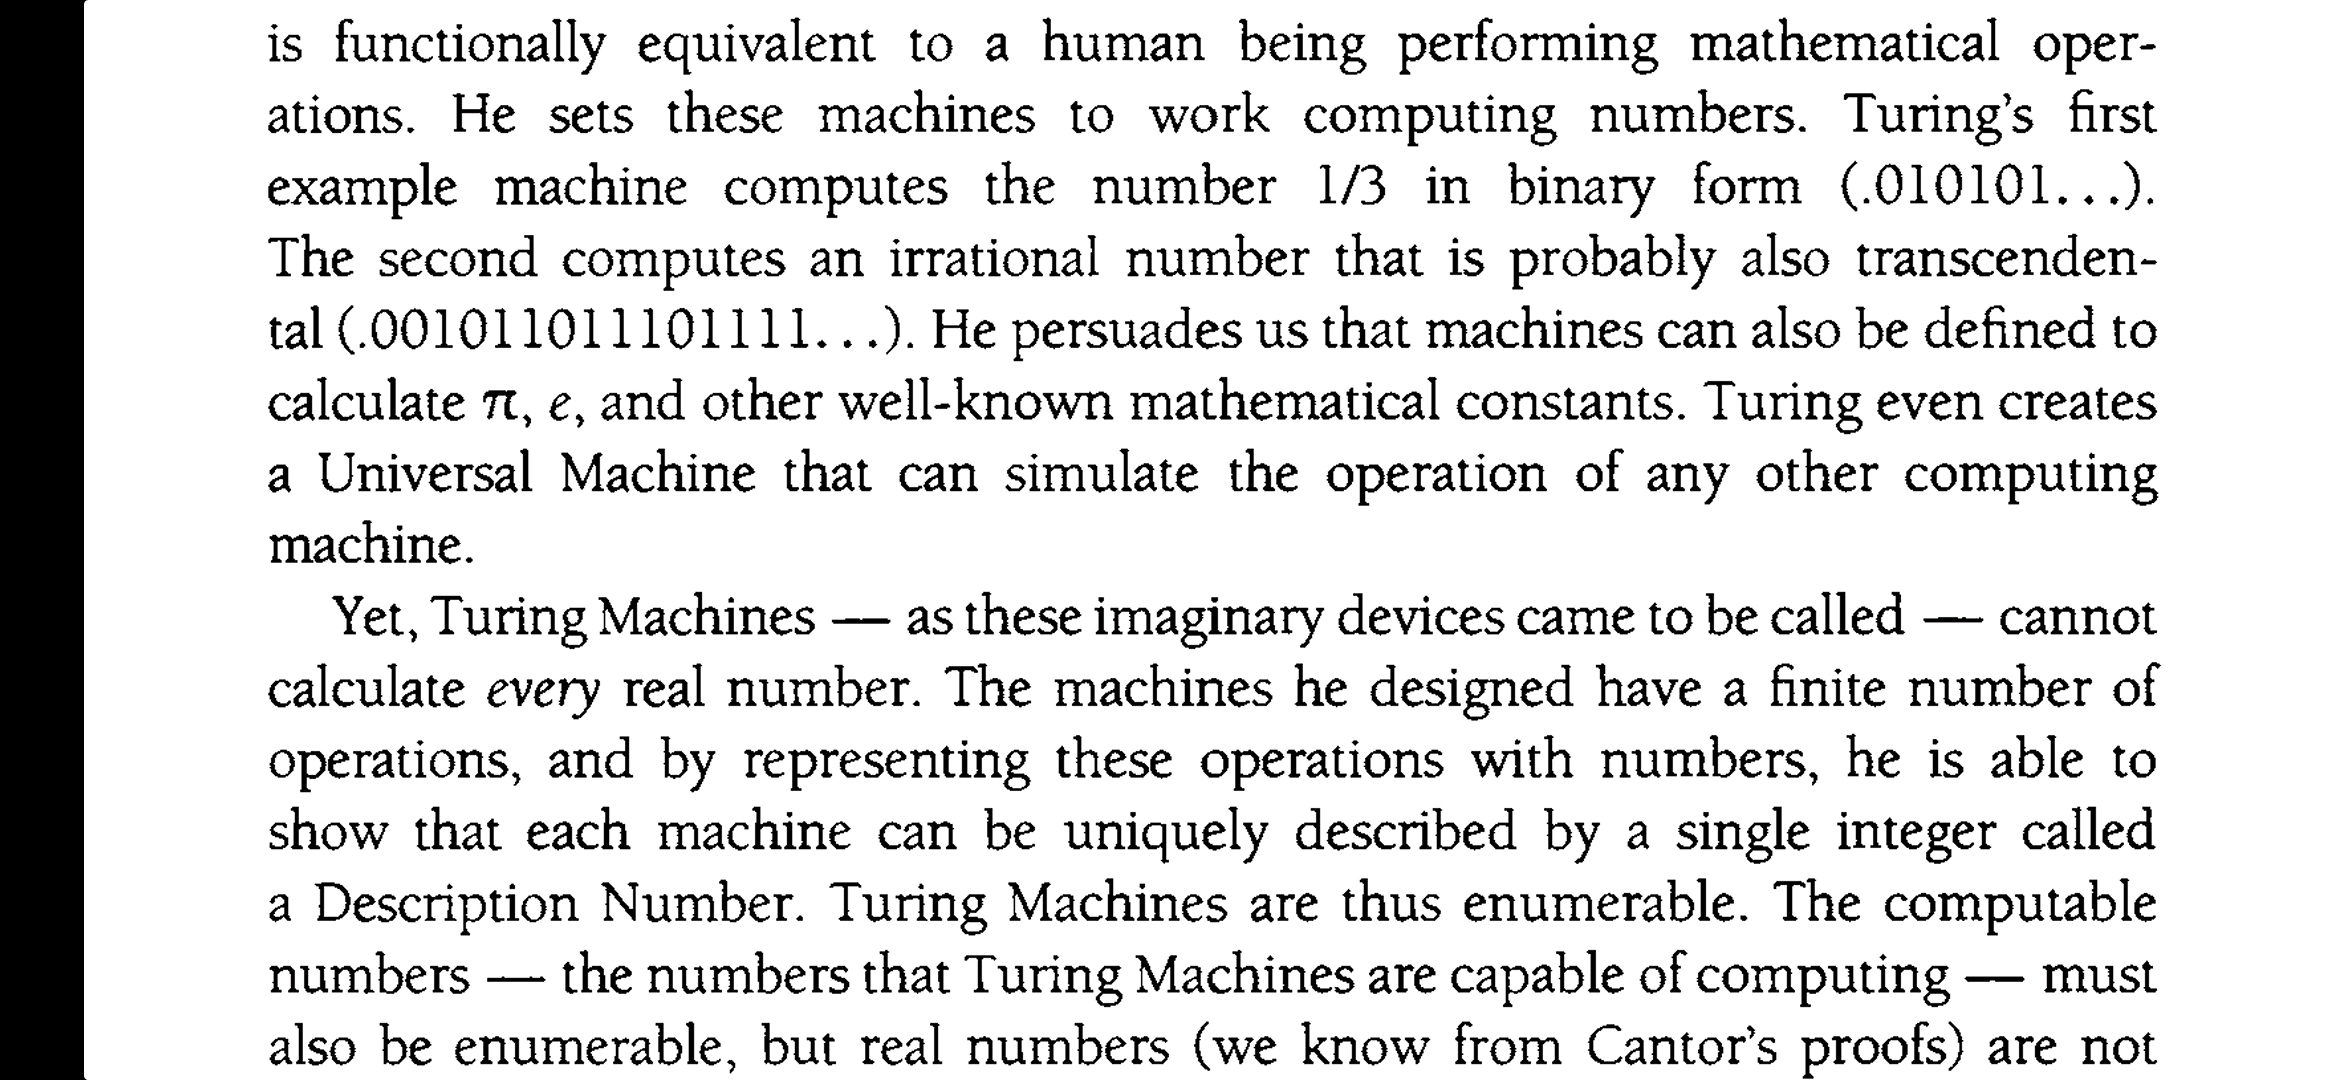 is functionally equivalent to a human being performing mathematical oper-
ations. He sets these machines to work computing numbers. Turing's first
example machine computes the number 1/3 in binary form (.010101...).
The second computes an irrational number that is probably also transcenden-
tal (.001011011101111...). He persuades us that machines can also be defined to
calculate π, e, and other well-known mathematical constants. Turing even creates
a Universal Machine that can simulate the operation of any other computing
machine.
Yet, Turing Machines — as these imaginary devices came to be called — cannot
calculate every real number. The machines he designed have a finite number of
operations, and by representing these operations with numbers, he is able to
show that each machine can be uniquely described by a single integer called
a Description Number. Turing Machines are thus enumerable. The computable
numbers — the numbers that Turing Machines are capable of computing — must
also be enumerable, but real numbers (we know from Cantor's proofs) are not